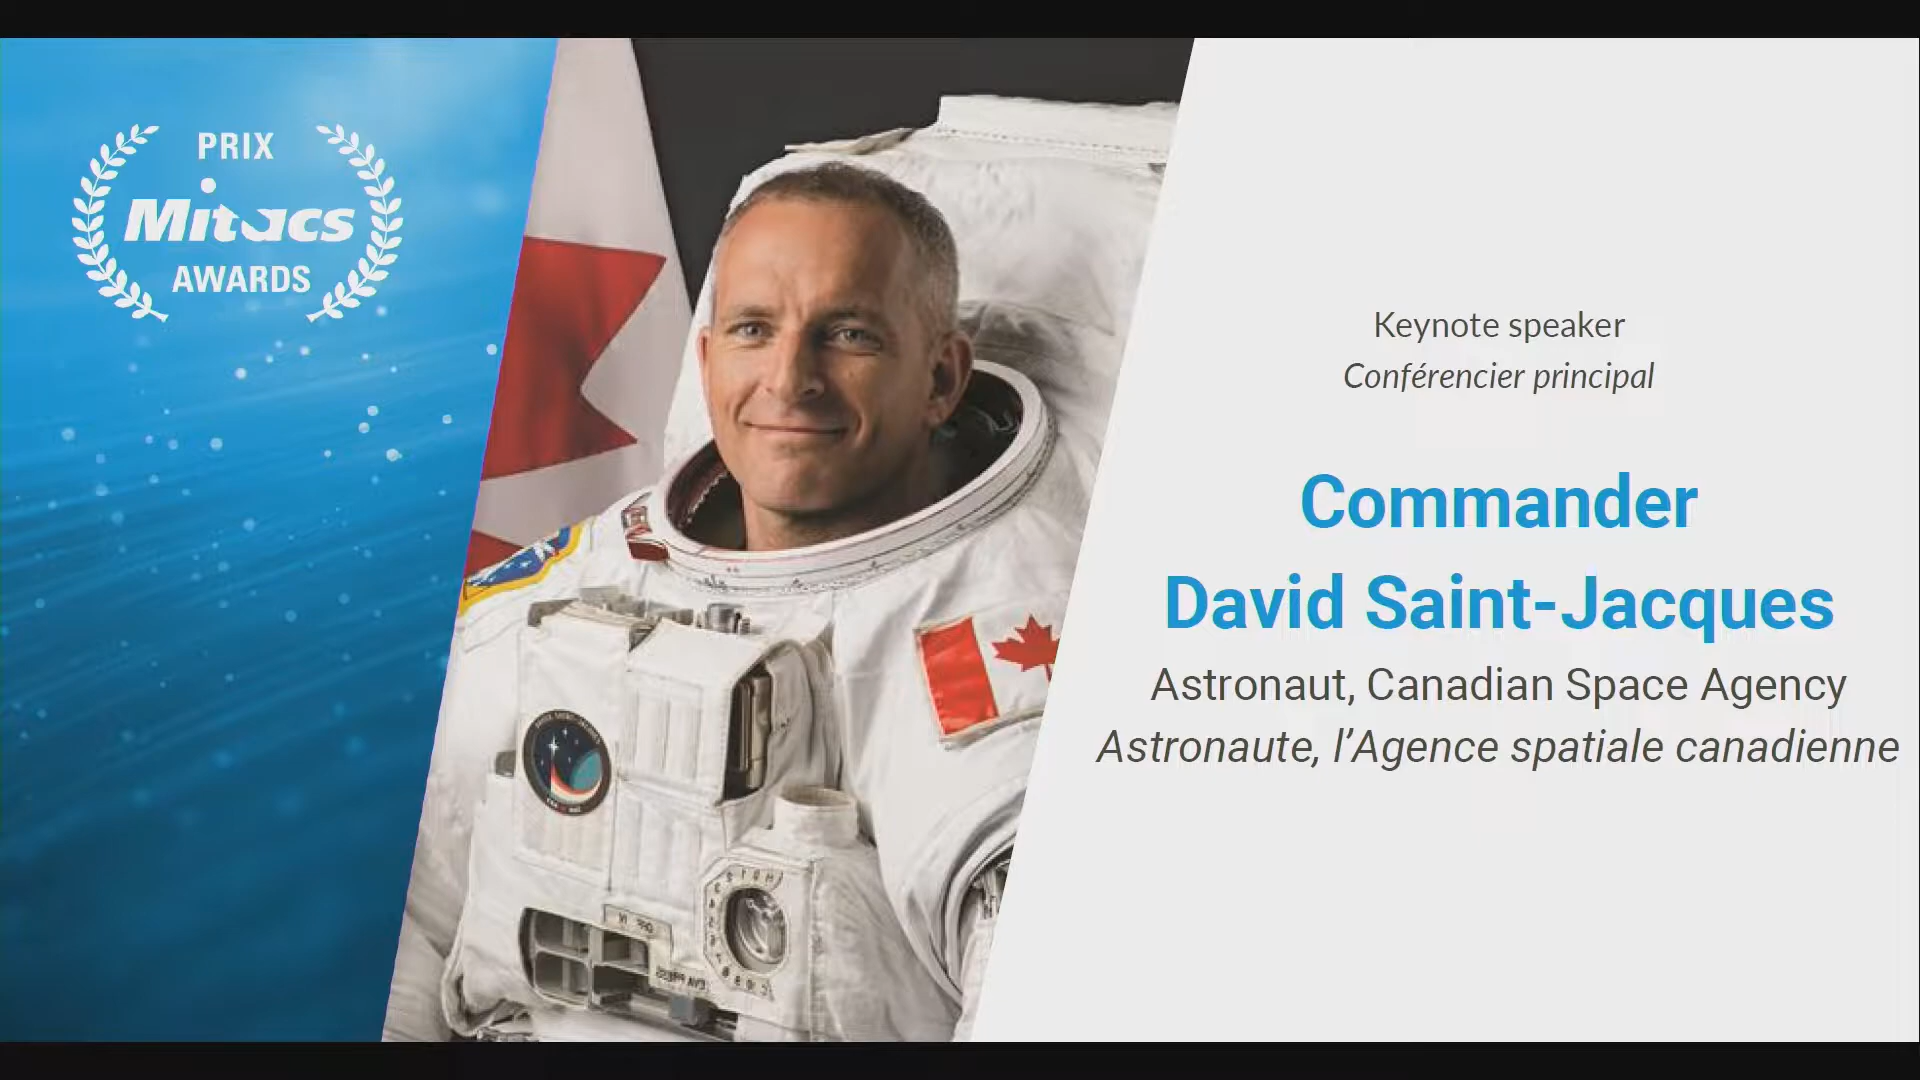 PRIX
Mitacs
AWARDS
Keynote speaker
Conférencier principal
Commander
David Saint-Jacques
Astronaut, Canadian Space Agency
Astronaute, l’Agence spatiale canadienne